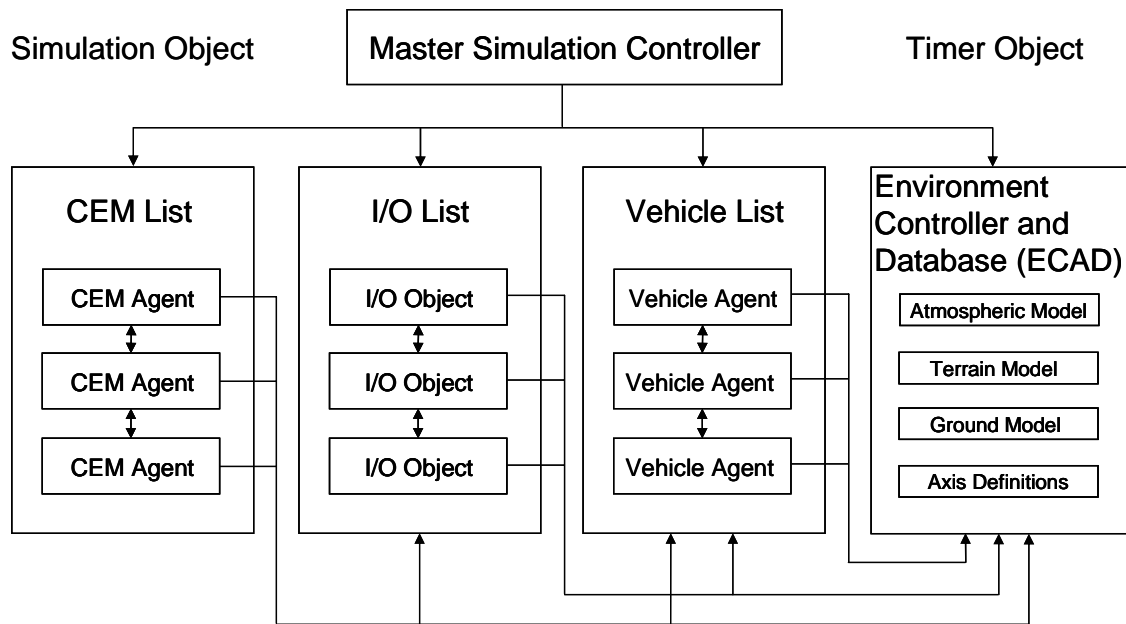 Simulation Object
Master Simulation Controller
Timer Object
CEM List
CEM Agent
CEM Agent
CEM Agent
I/O List
I/O Object
I/O Object
I/O Object
Vehicle List
Vehicle Agent
Vehicle Agent
Vehicle Agent
Environment
Controller and
Database (ECAD)
Atmospheric Model
Terrain Model
Ground Model
Axis Definitions